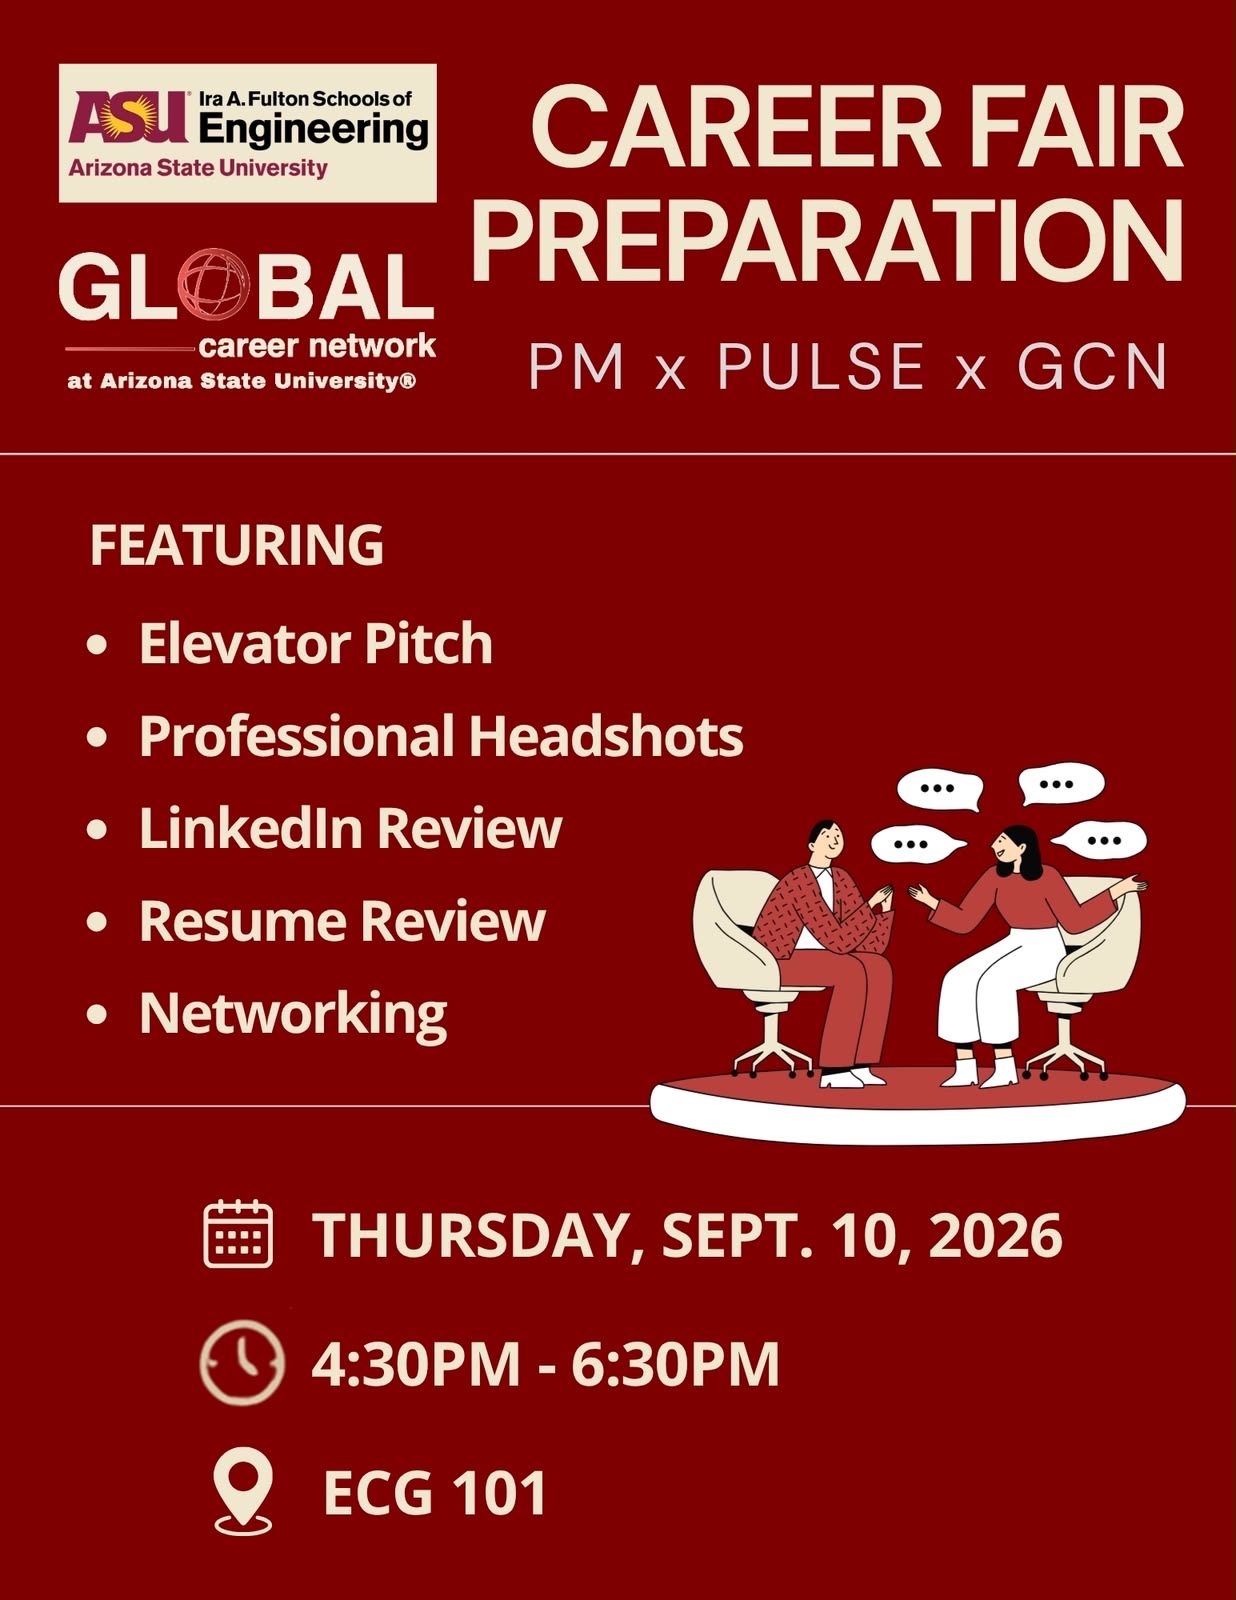 ASU Ira A. Fulton Schools of
Engineering
Arizona State University
GLOBAL
career network
at Arizona State University®
CAREER FAIR
PREPARATION
PM x PULSE x GCN
FEATURING
• Elevator Pitch
• Professional Headshots
• LinkedIn Review
• Resume Review
• Networking
THURSDAY, SEPT. 10, 2026
4:30PM - 6:30PM
ECG 101